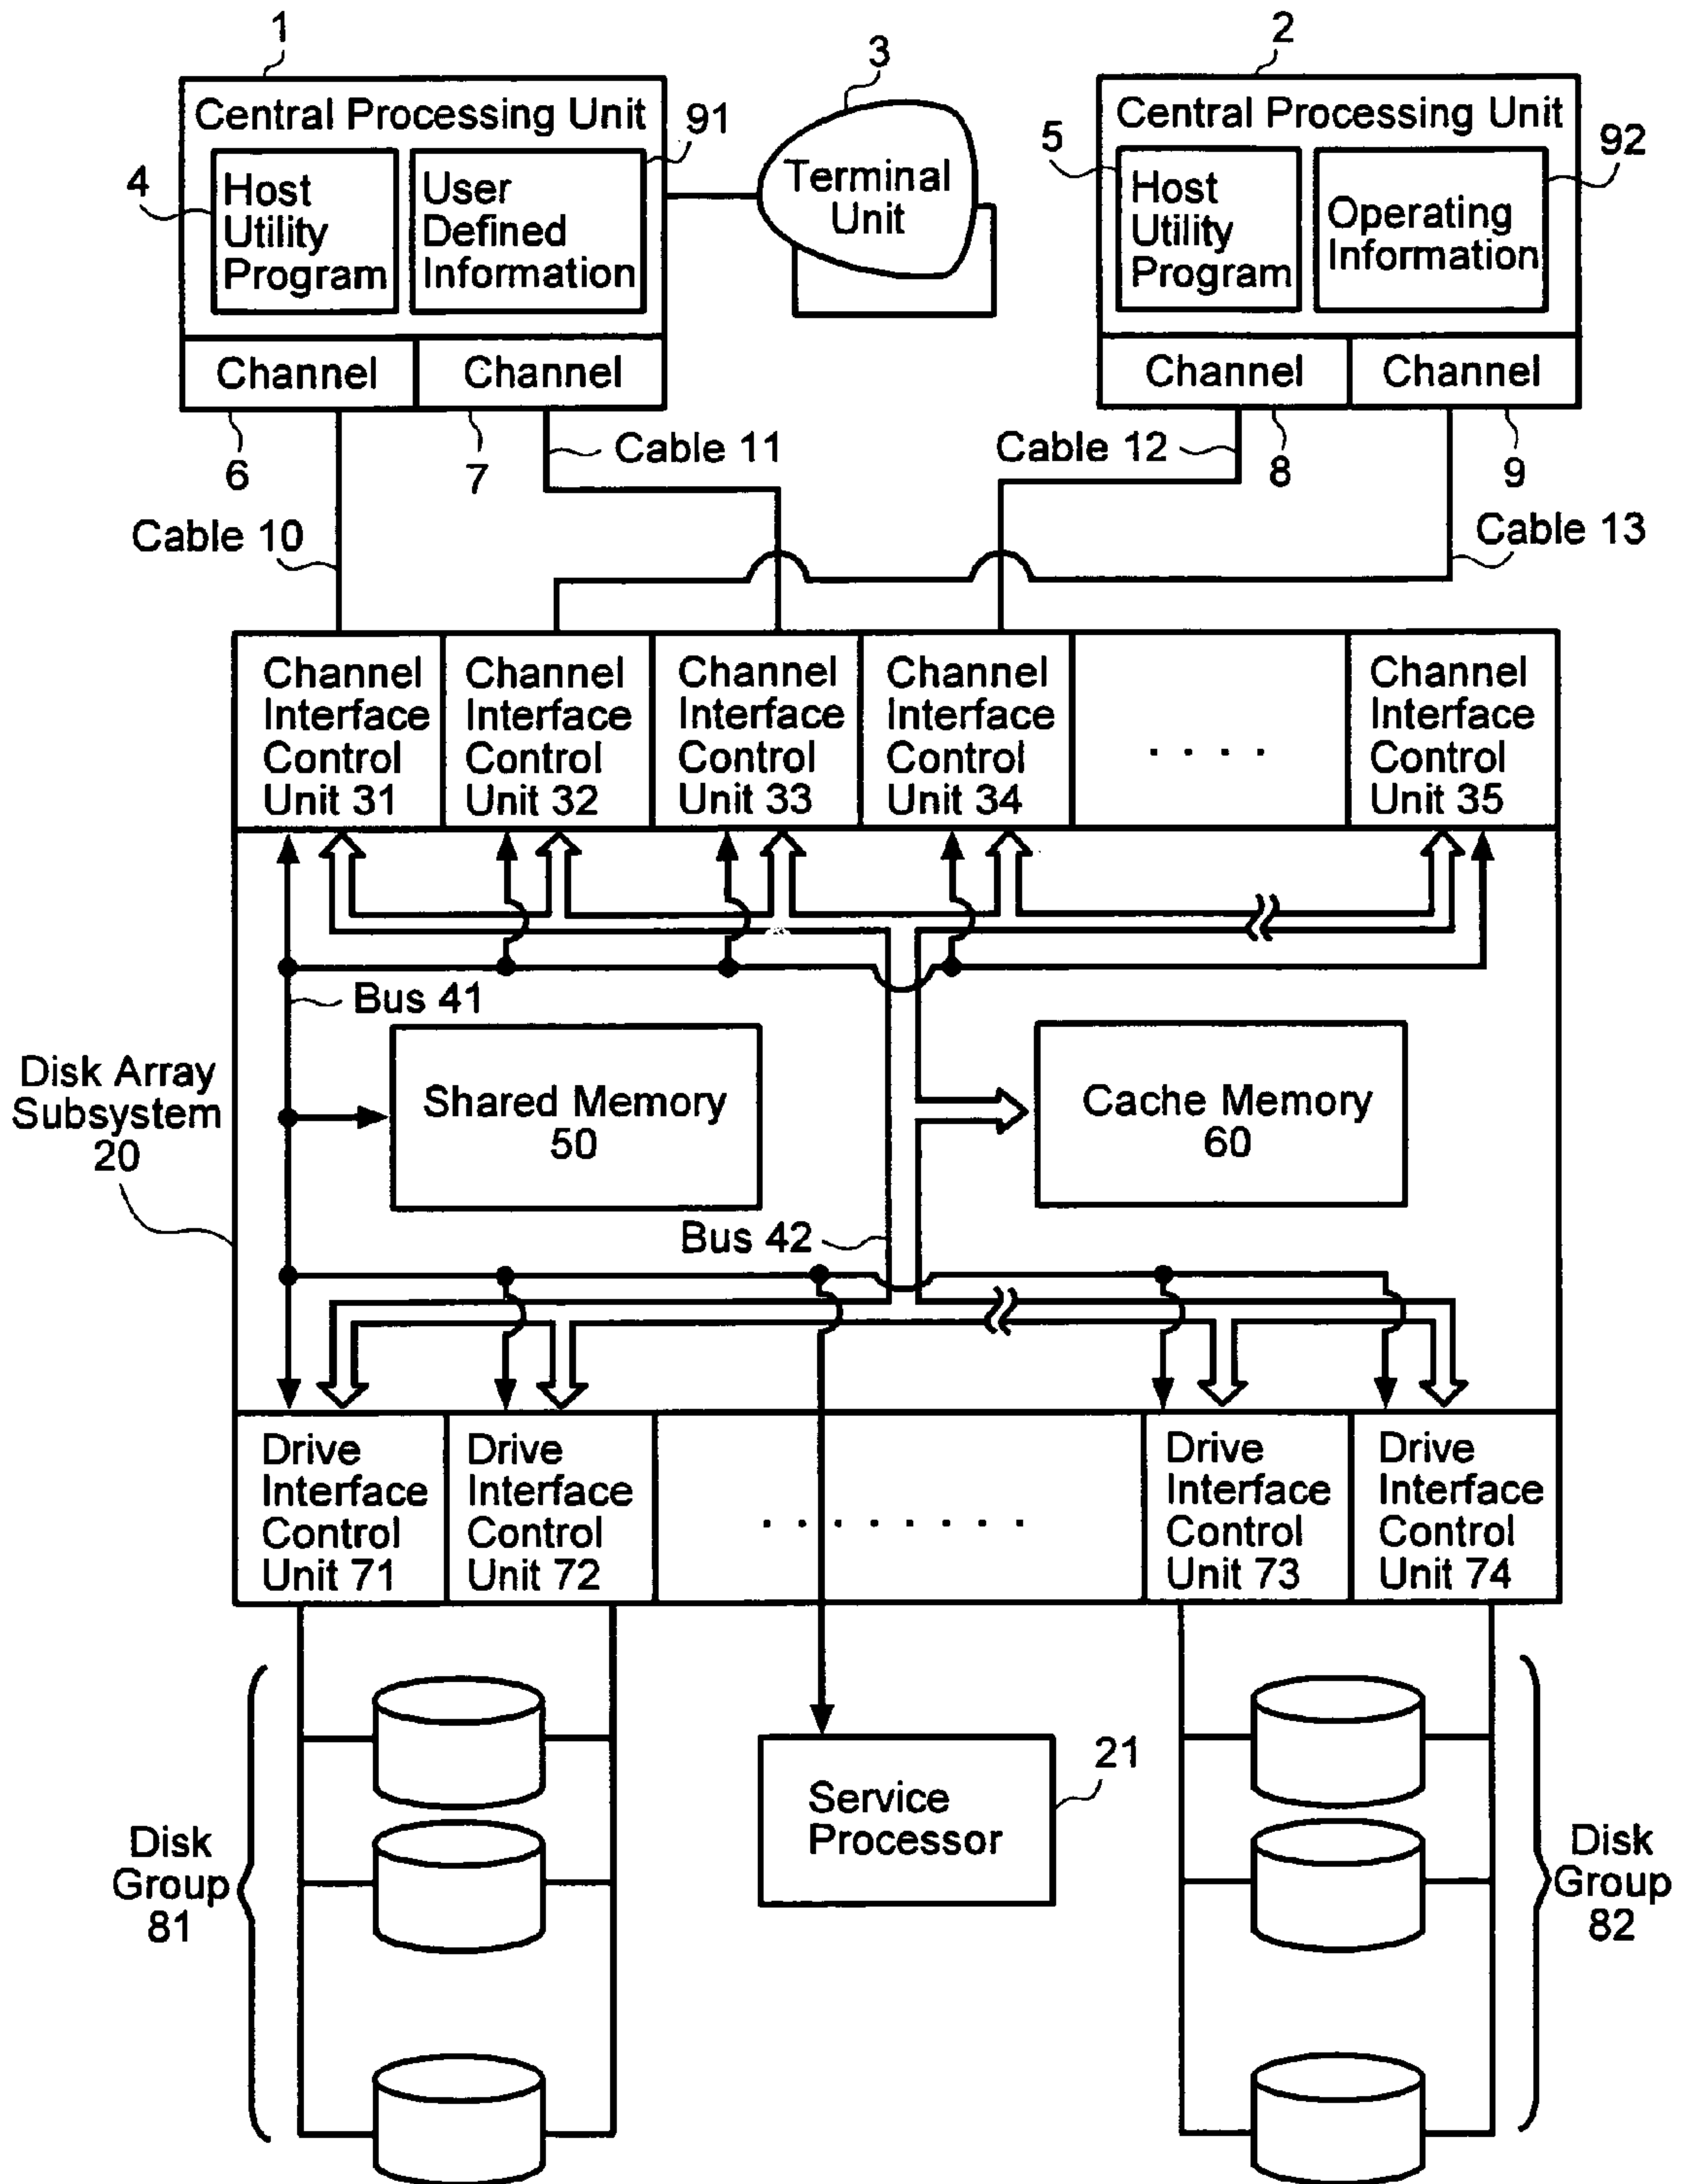 1
2
3
Central Processing Unit
91
4
Host
Utility
Program
User
Defined
Information
Terminal
Unit
Central Processing Unit
5
92
Host
Utility
Program
Operating
Information
Channel
Channel
Channel
Channel
6
7
8
9
Cable 11
Cable 12
Cable 10
Cable 13
Channel
Interface
Control
Unit 31
Channel
Interface
Control
Unit 32
Channel
Interface
Control
Unit 33
Channel
Interface
Control
Unit 34
. . . .
Channel
Interface
Control
Unit 35
Bus 41
Disk Array
Subsystem
20
Shared Memory
50
Cache Memory
60
Bus 42
Drive
Interface
Control
Unit 71
Drive
Interface
Control
Unit 72
. . . . . . . .
Drive
Interface
Control
Unit 73
Drive
Interface
Control
Unit 74
Disk
Group
81
Service
Processor
21
Disk
Group
82